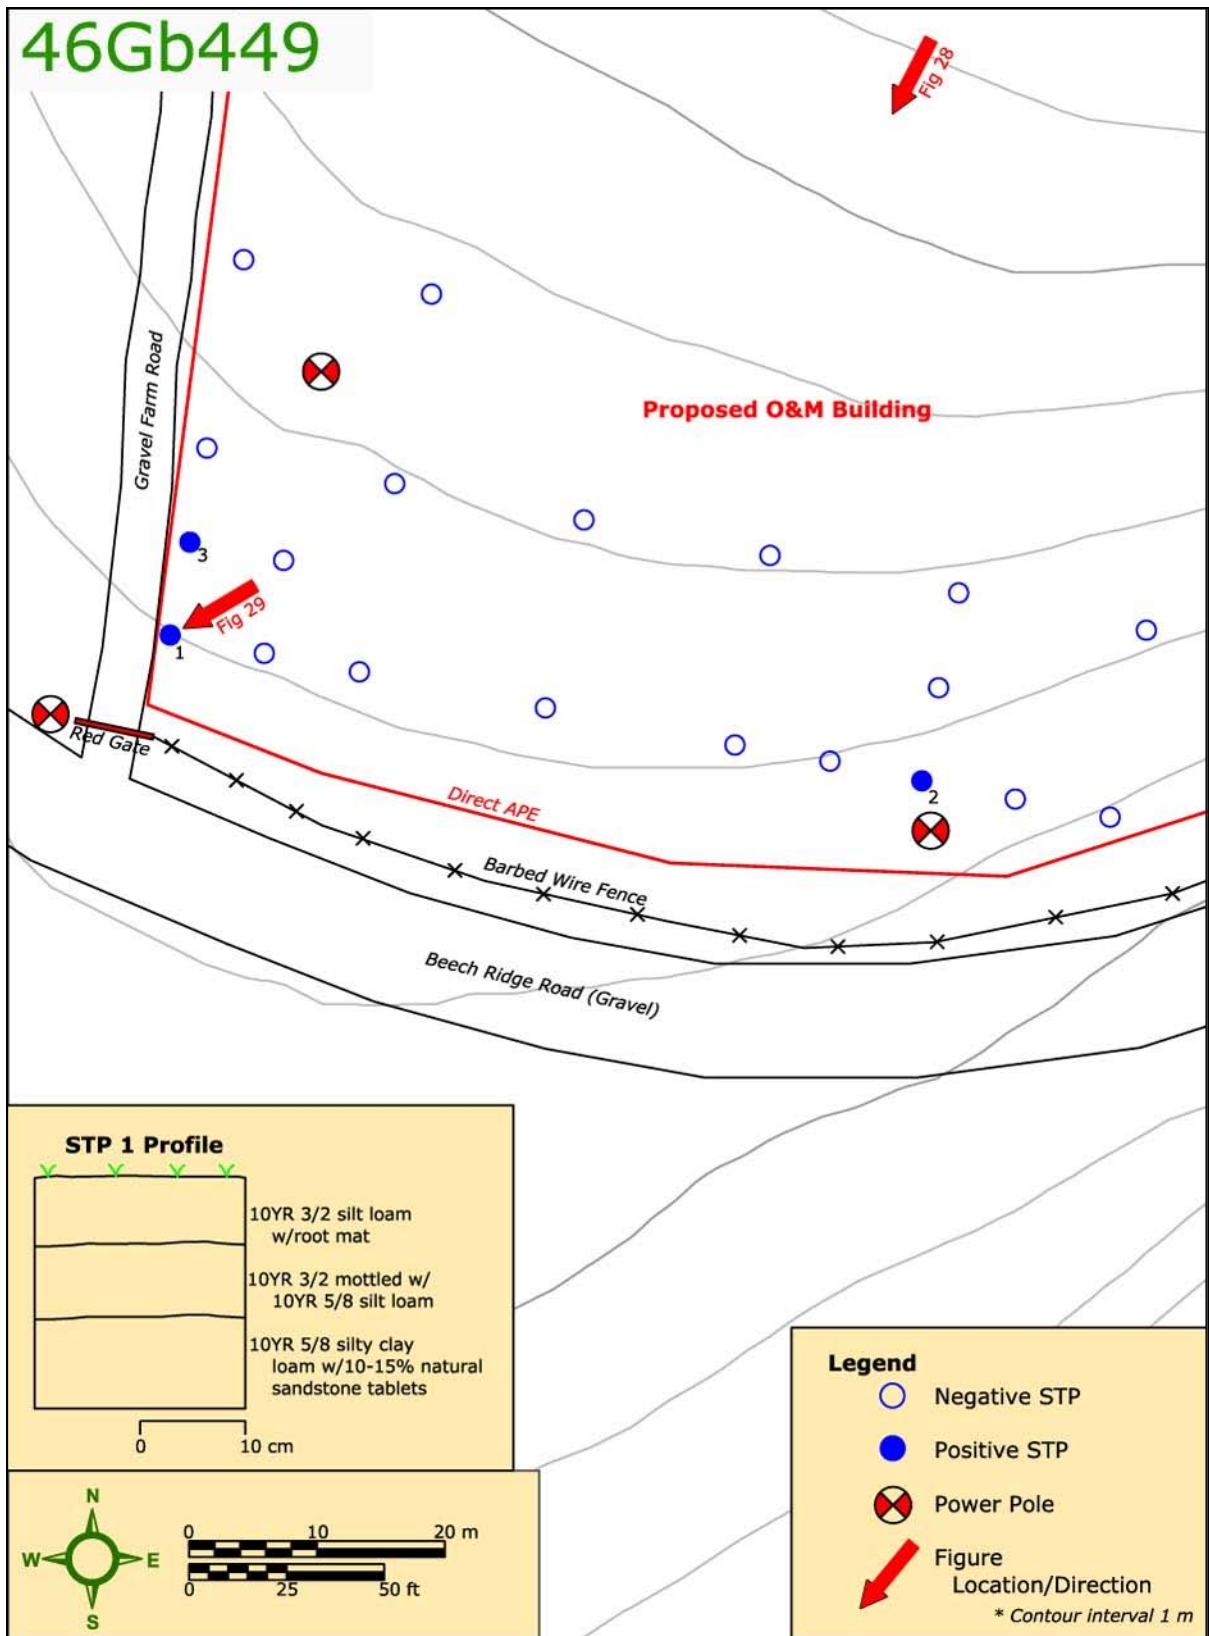 46Gb449
Fig 28
Gravel Farm Road
Proposed O&M Building
3
Fig 29
1
Red Gate
2
Direct APE
Barbed Wire Fence
Beech Ridge Road (Gravel)
STP 1 Profile
10YR 3/2 silt loam
w/root mat
10YR 3/2 mottled w/
10YR 5/8 silt loam
10YR 5/8 silty clay
loam w/10-15% natural
sandstone tablets
0 10 cm
N
W E
S
0 10 20 m
0 25 50 ft
Legend
Negative STP
Positive STP
Power Pole
Figure
Location/Direction
* Contour interval 1 m